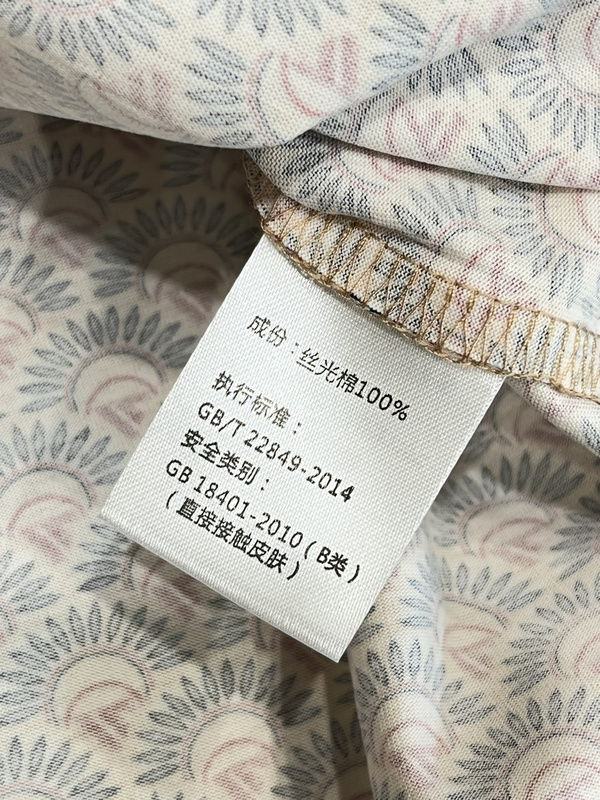 成份：丝光棉100%
执行标准：
GB/T 22849-2014
安全类别：
GB 18401-2010（B类）
（直接接触皮肤）